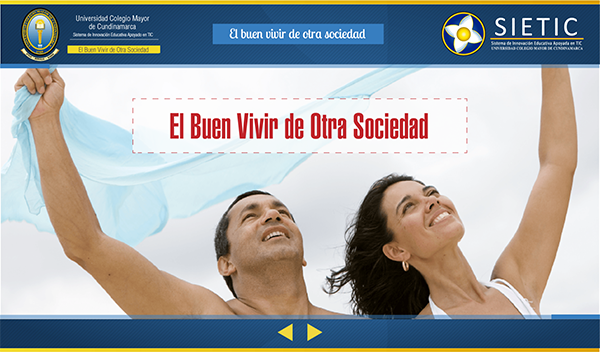 Universidad Colegio Mayor
de Cundinamarca
Sistema de Innovación Educativa Apoyado en TIC
El Buen Vivir de Otra Sociedad
El buen vivir de otra sociedad
SIETIC
Sistema de Innovación Educativa Apoyada en TIC
UNIVERSIDAD COLEGIO MAYOR DE CUNDINAMARCA
El Buen Vivir de Otra Sociedad